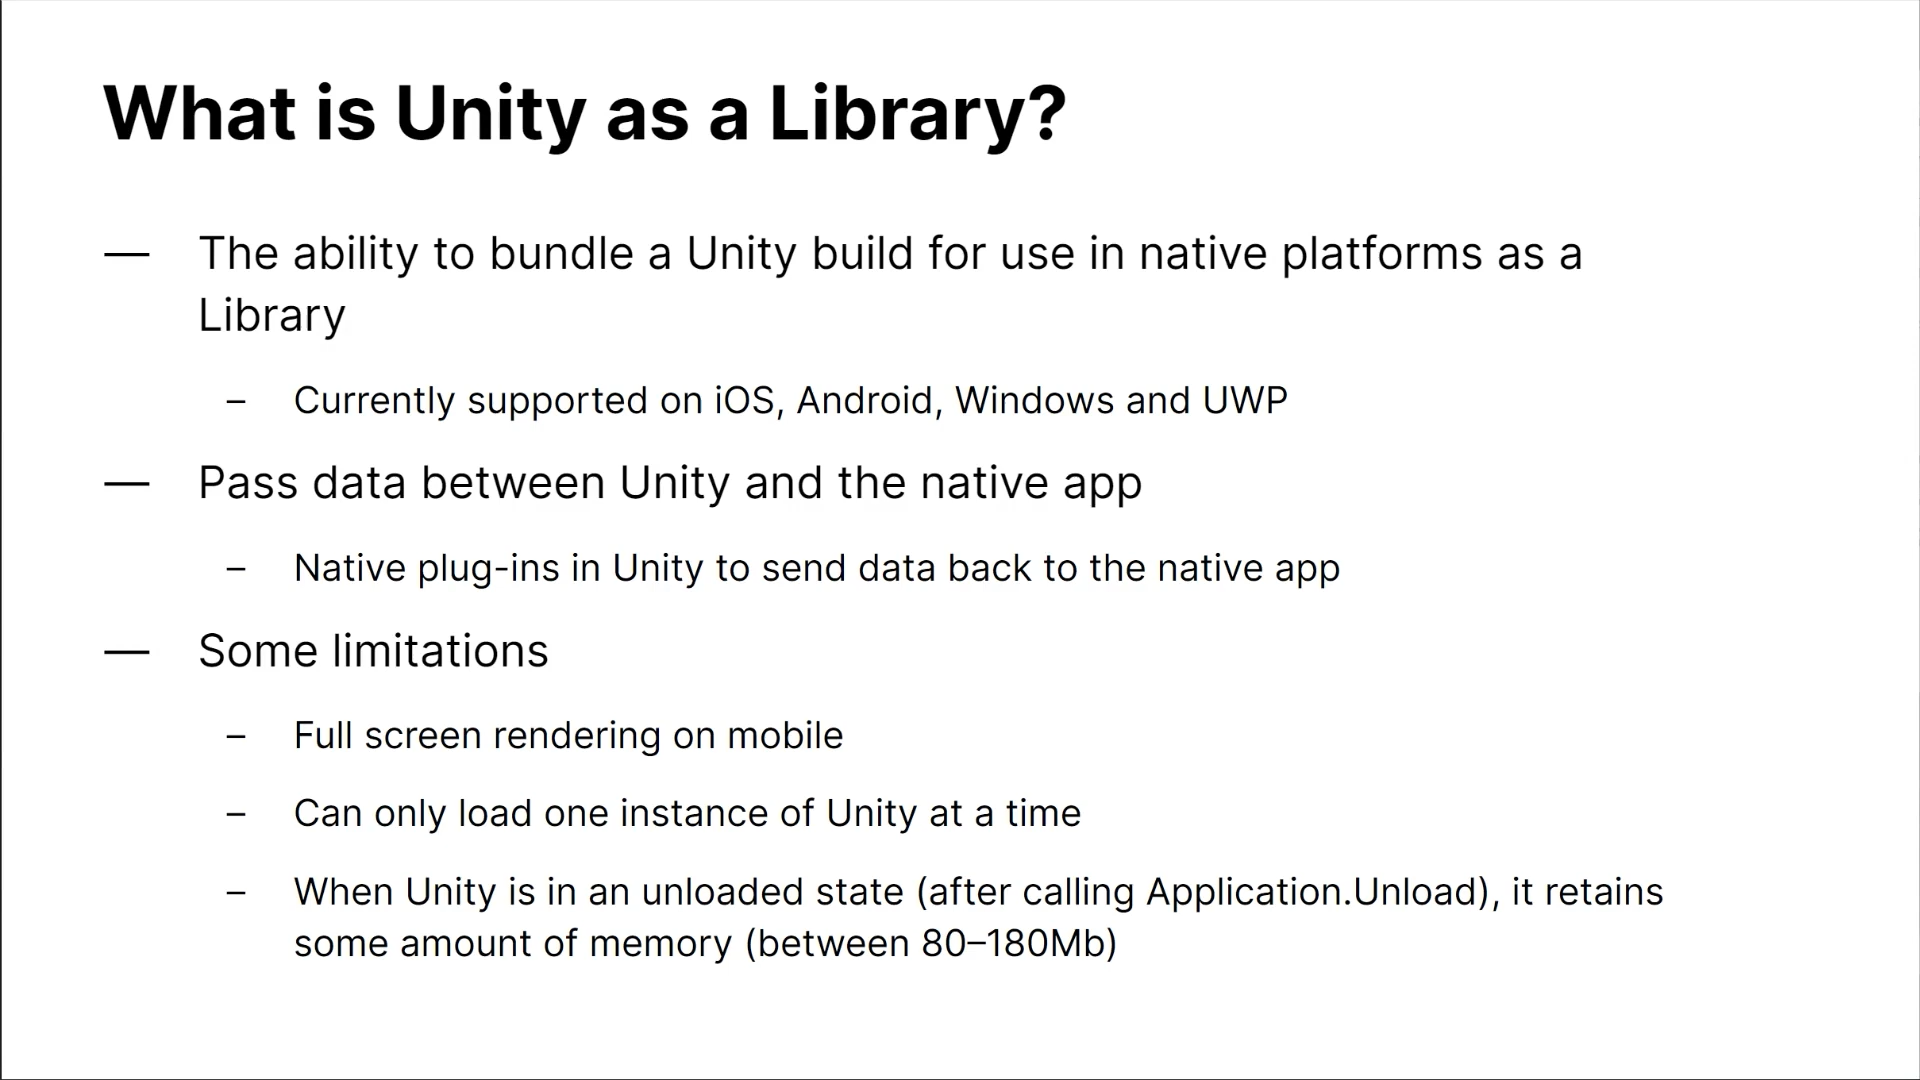 What is Unity as a Library?
— The ability to bundle a Unity build for use in native platforms as a
Library
– Currently supported on iOS, Android, Windows and UWP
— Pass data between Unity and the native app
– Native plug-ins in Unity to send data back to the native app
— Some limitations
– Full screen rendering on mobile
– Can only load one instance of Unity at a time
– When Unity is in an unloaded state (after calling Application.Unload), it retains
some amount of memory (between 80–180Mb)